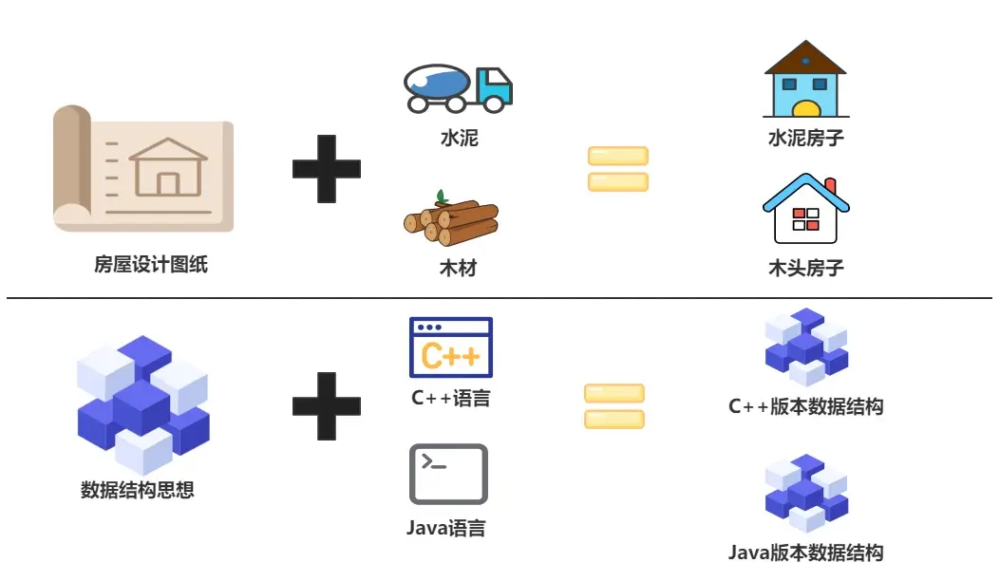 水泥
水泥房子
房屋设计图纸
木材
木头房子
C++
C++语言
C++版本数据结构
数据结构思想
>_
Java语言
Java版本数据结构